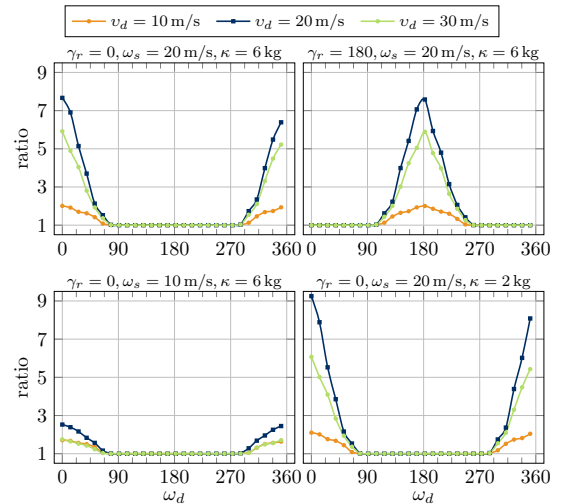 υ_d = 10 m/s υ_d = 20 m/s υ_d = 30 m/s
γ_r = 0, ω_s = 20 m/s, κ = 6 kg
γ_r = 180, ω_s = 20 m/s, κ = 6 kg
ratio
9
7
5
3
1
0 90 180 270 360
0 90 180 270 360
γ_r = 0, ω_s = 10 m/s, κ = 6 kg
γ_r = 0, ω_s = 20 m/s, κ = 2 kg
ratio
9
7
5
3
1
0 90 180 270 360
0 90 180 270 360
ω_d
ω_d